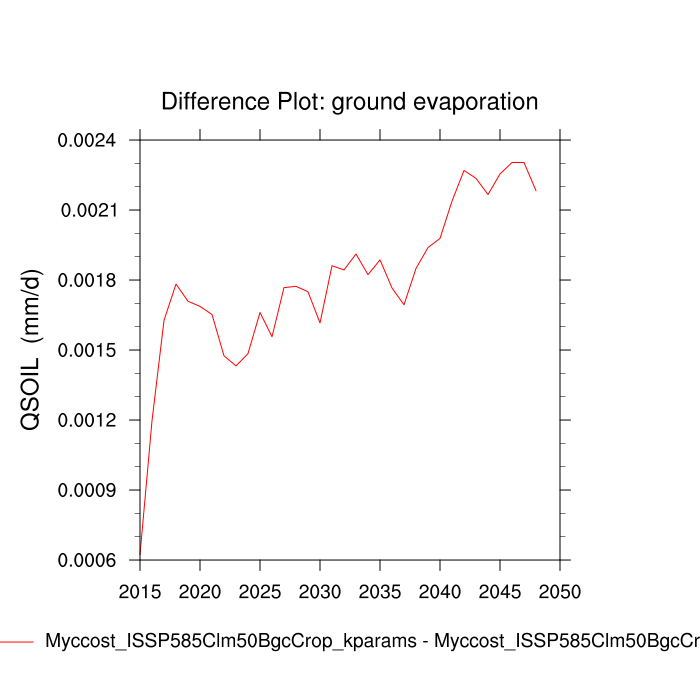 Difference Plot: ground evaporation
0.0024
0.0021
0.0018
0.0015
0.0012
0.0009
0.0006
QSOIL (mm/d)
2015 2020 2025 2030 2035 2040 2045 2050
Myccost_ISSP585Clm50BgcCrop_kparams - Myccost_ISSP585Clm50BgcCr